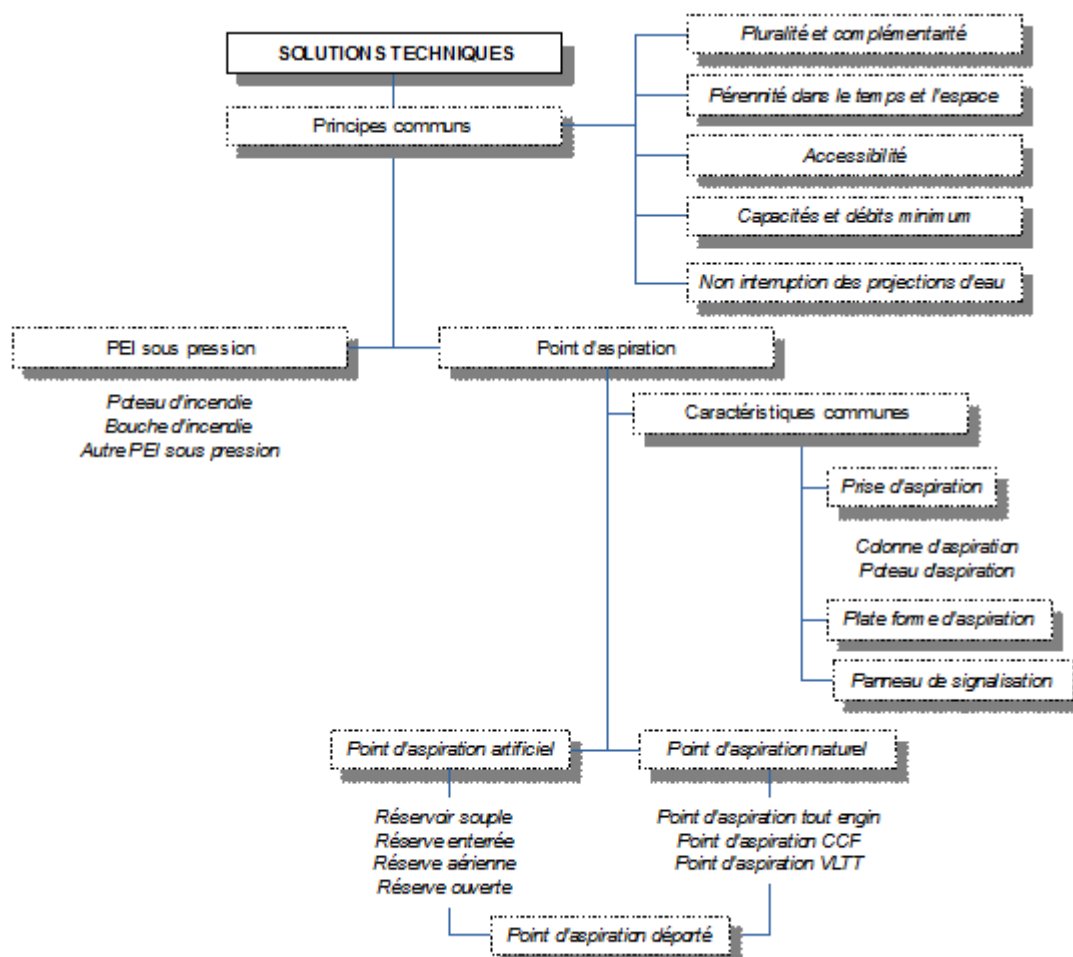 SOLUTIONS TECHNIQUES
Principes communs
Pluralité et complémentarité
Pérennité dans le temps et l'espace
Accessibilité
Capacités et débits minimum
Non interruption des projections d'eau
PEI sous pression
Poteau d'incendie
Bouche d'incendie
Autre PEI sous pression
Point d'aspiration
Caractéristiques communes
Prise d'aspiration
Colonne d'aspiration
Poteau d'aspiration
Plate forme d'aspiration
Panneau de signalisation
Point d'aspiration artificiel
Réservoir souple
Réserve enterrée
Réserve aérienne
Réserve ouverte
Point d'aspiration naturel
Point d'aspiration tout engin
Point d'aspiration CCF
Point d'aspiration VLTT
Point d'aspiration déporté